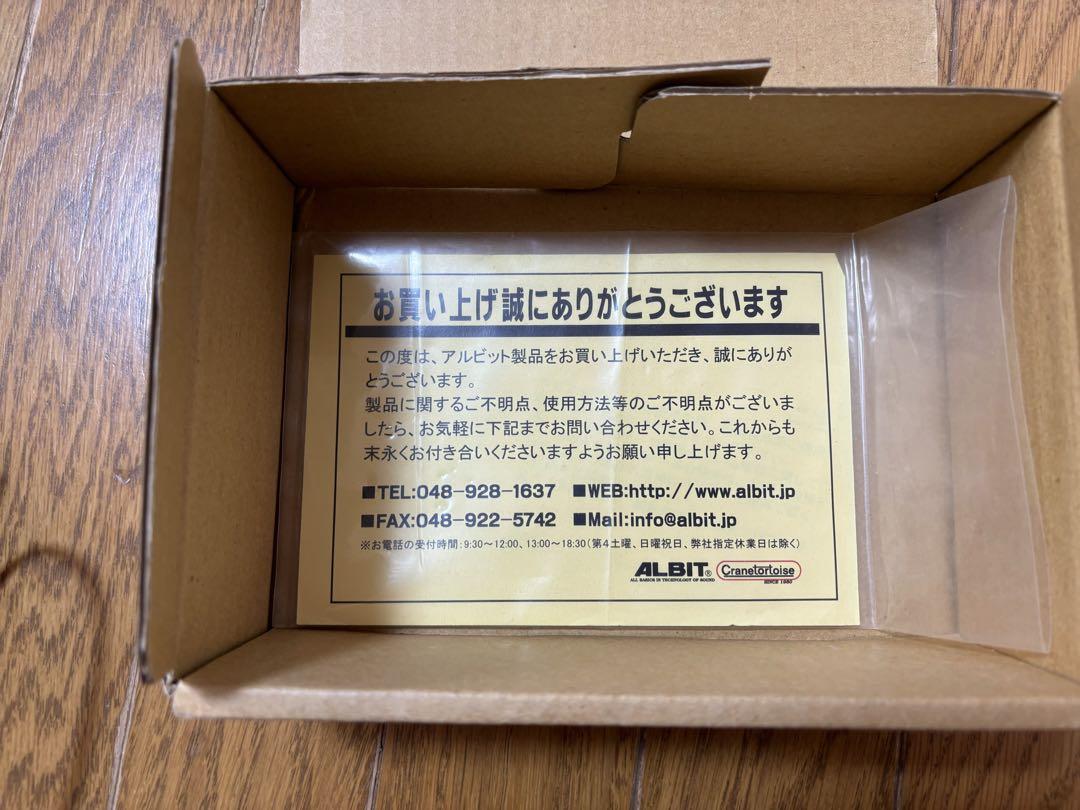 お買い上げ誠にありがとうございます
この度は、アルビット製品をお買い上げいただき、誠にありが
とうございます。
製品に関するご不明点、使用方法等のご不明点がございま
したら、お気軽に下記までお問い合わせください。これからも
末永くお付き合いくださいますようお願い申し上げます。
■TEL:048-928-1637 ■WEB:http://www.albit.jp
■FAX:048-922-5742 ■Mail:info@albit.jp
※お電話の受付時間:9:30〜12:00、13:00〜18:30(第4土曜、日曜祝日、弊社指定休業日は除く)
ALBIT® Cranetortoise
ALL BASICS IN TECHNOLOGY OF SOUND SINCE 1980